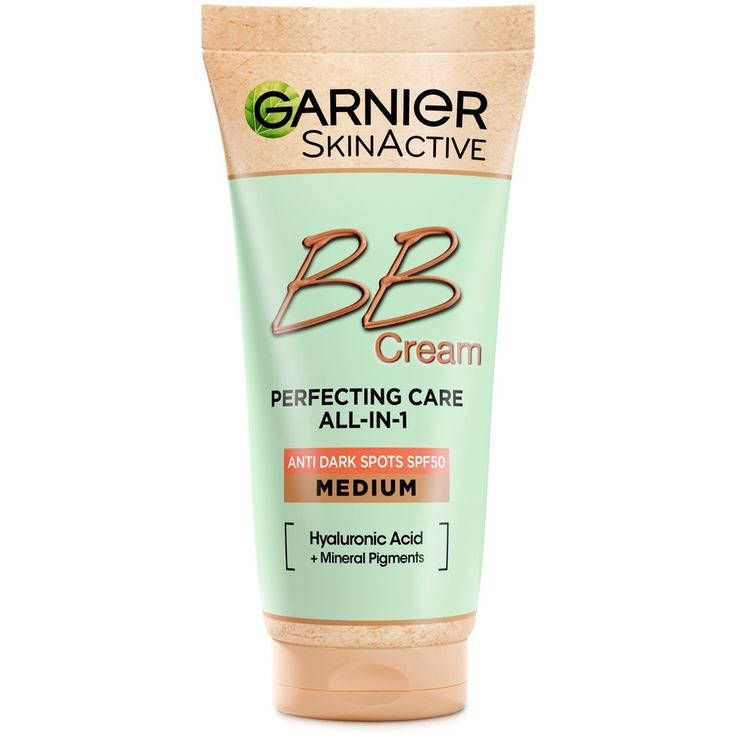 GARNIER
SKINACTIVE
BB
Cream
PERFECTING CARE
ALL-IN-1
ANTI DARK SPOTS SPF50
MEDIUM
Hyaluronic Acid
+ Mineral Pigments